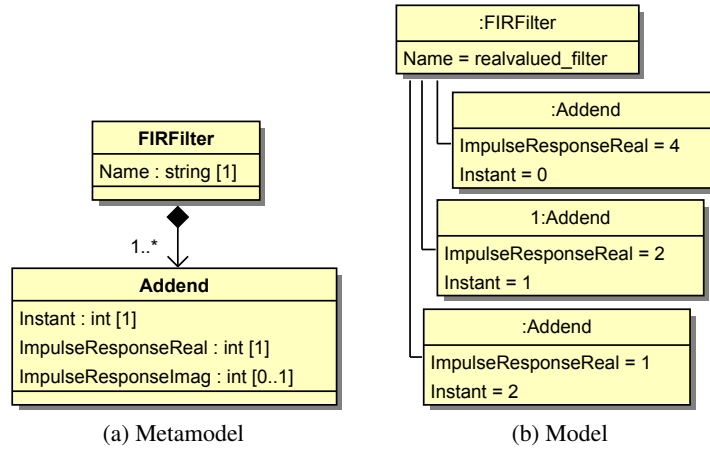 FIRFilter
Name : string [1]
1..*
Addend
Instant : int [1]
ImpulseResponseReal : int [1]
ImpulseResponseImag : int [0..1]
(a) Metamodel
:FIRFilter
Name = realvalued_filter
:Addend
ImpulseResponseReal = 4
Instant = 0
1:Addend
ImpulseResponseReal = 2
Instant = 1
:Addend
ImpulseResponseReal = 1
Instant = 2
(b) Model